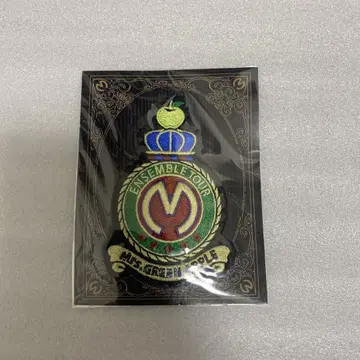 ENSEMBLE TOUR
M
MRS. GREEN APPLE